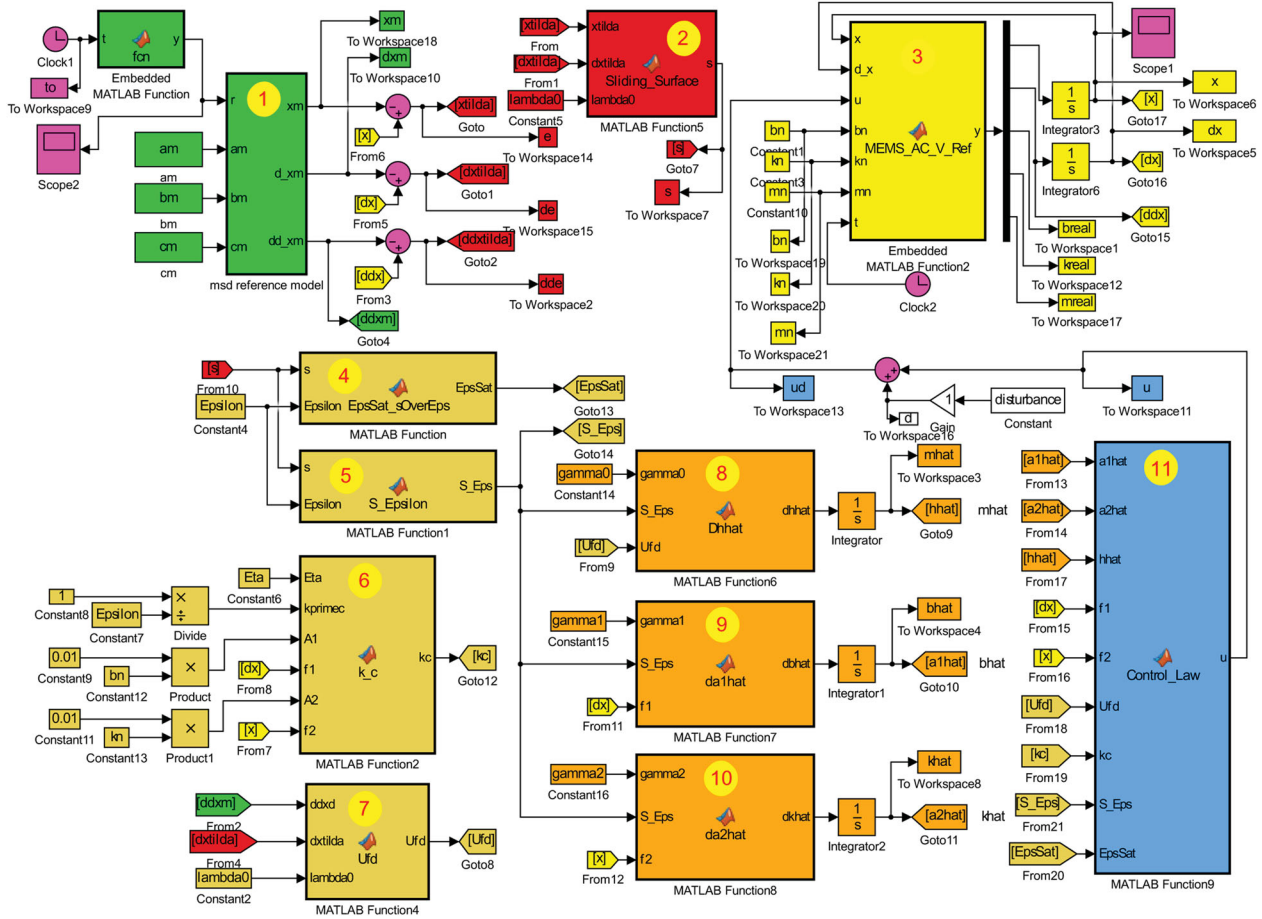 t
fcn
y
Clock1
Embedded
MATLAB Function
to
To Workspace9
Scope2
am
am
bm
bm
cm
cm
1
r
am
bm
cm
xm
d_xm
dd_xm
msd reference model
xm
To Workspace18
dxm
To Workspace10
[xtilda]
Goto
[x]
From6
e
To Workspace14
[dxtilda]
Goto1
[dx]
From5
de
To Workspace15
[ddxtilda]
Goto2
[ddx]
From3
dde
To Workspace2
[ddxm]
Goto4
[xtilda]
From
[dxtilda]
From1
lambda0
Constant5
2
xtilda
dxtilda
lambda0
Sliding_Surface
s
MATLAB Function5
[s]
Goto7
s
To Workspace7
bn
Constant1
kn
Constant3
mn
Constant10
bn
To Workspace19
kn
To Workspace20
mn
To Workspace21
3
x
d_x
u
bn
kn
mn
t
MEMS_AC_V_Ref
y
Embedded
MATLAB Function2
Clock2
1
s
Integrator3
1
s
Integrator6
Scope1
x
To Workspace6
[x]
Goto17
dx
To Workspace5
[dx]
Goto16
[ddx]
Goto15
breal
To Workspace1
kreal
To Workspace12
mreal
To Workspace17
ud
To Workspace13
d
To Workspace16
1
Gain
disturbance
Constant
u
To Workspace11
[s]
From10
Epsilon
Constant4
4
s
Epsilon
EpsSat_sOverEps
EpsSat
MATLAB Function
[EpsSat]
Goto13
[S_Eps]
Goto14
5
s
Epsilon
S_Epsilon
S_Eps
MATLAB Function1
1
Constant8
Epsilon
Constant7
×
÷
Divide
0.01
Constant9
bn
Constant12
×
Product
0.01
Constant11
kn
Constant13
×
Product1
Eta
Constant6
[dx]
From8
[x]
From7
6
Eta
kprimec
A1
f1
A2
f2
k_c
kc
MATLAB Function2
[kc]
Goto12
[ddxm]
From2
[dxtilda]
From4
lambda0
Constant2
7
ddxd
dxtilda
lambda0
Ufd
Ufd
MATLAB Function4
[Ufd]
Goto8
gamma0
Constant14
[Ufd]
From9
8
gamma0
S_Eps
Ufd
Dhhat
dhhat
MATLAB Function6
1
s
Integrator
mhat
To Workspace3
[hhat]
Goto9
mhat
gamma1
Constant15
[dx]
From11
9
gamma1
S_Eps
f1
da1hat
dbhat
MATLAB Function7
1
s
Integrator1
bhat
To Workspace4
[a1hat]
Goto10
bhat
gamma2
Constant16
[x]
From12
10
gamma2
S_Eps
f2
da2hat
dkhat
MATLAB Function8
1
s
Integrator2
khat
To Workspace8
[a2hat]
Goto11
khat
[a1hat]
From13
[a2hat]
From14
[hhat]
From17
[dx]
From15
[x]
From16
[Ufd]
From18
[kc]
From19
[S_Eps]
From21
[EpsSat]
From20
11
a1hat
a2hat
hhat
f1
f2
Ufd
kc
S_Eps
EpsSat
Control_Law
u
MATLAB Function9